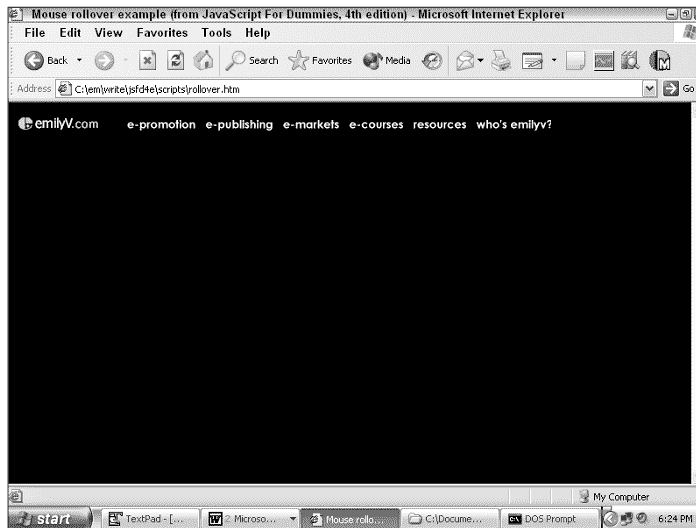 Mouse rollover example (from JavaScript For Dummies, 4th edition) - Microsoft Internet Explorer
File Edit View Favorites Tools Help
Back Search Favorites Media
Address C:\em\write\jsfd4e\scripts\rollover.htm Go
emilyV.com e-promotion e-publishing e-markets e-courses resources who's emilyv?
My Computer
start TextPad - [... 2 Microso... Mouse rollo... C:\Docume... DOS Prompt 6:24 PM